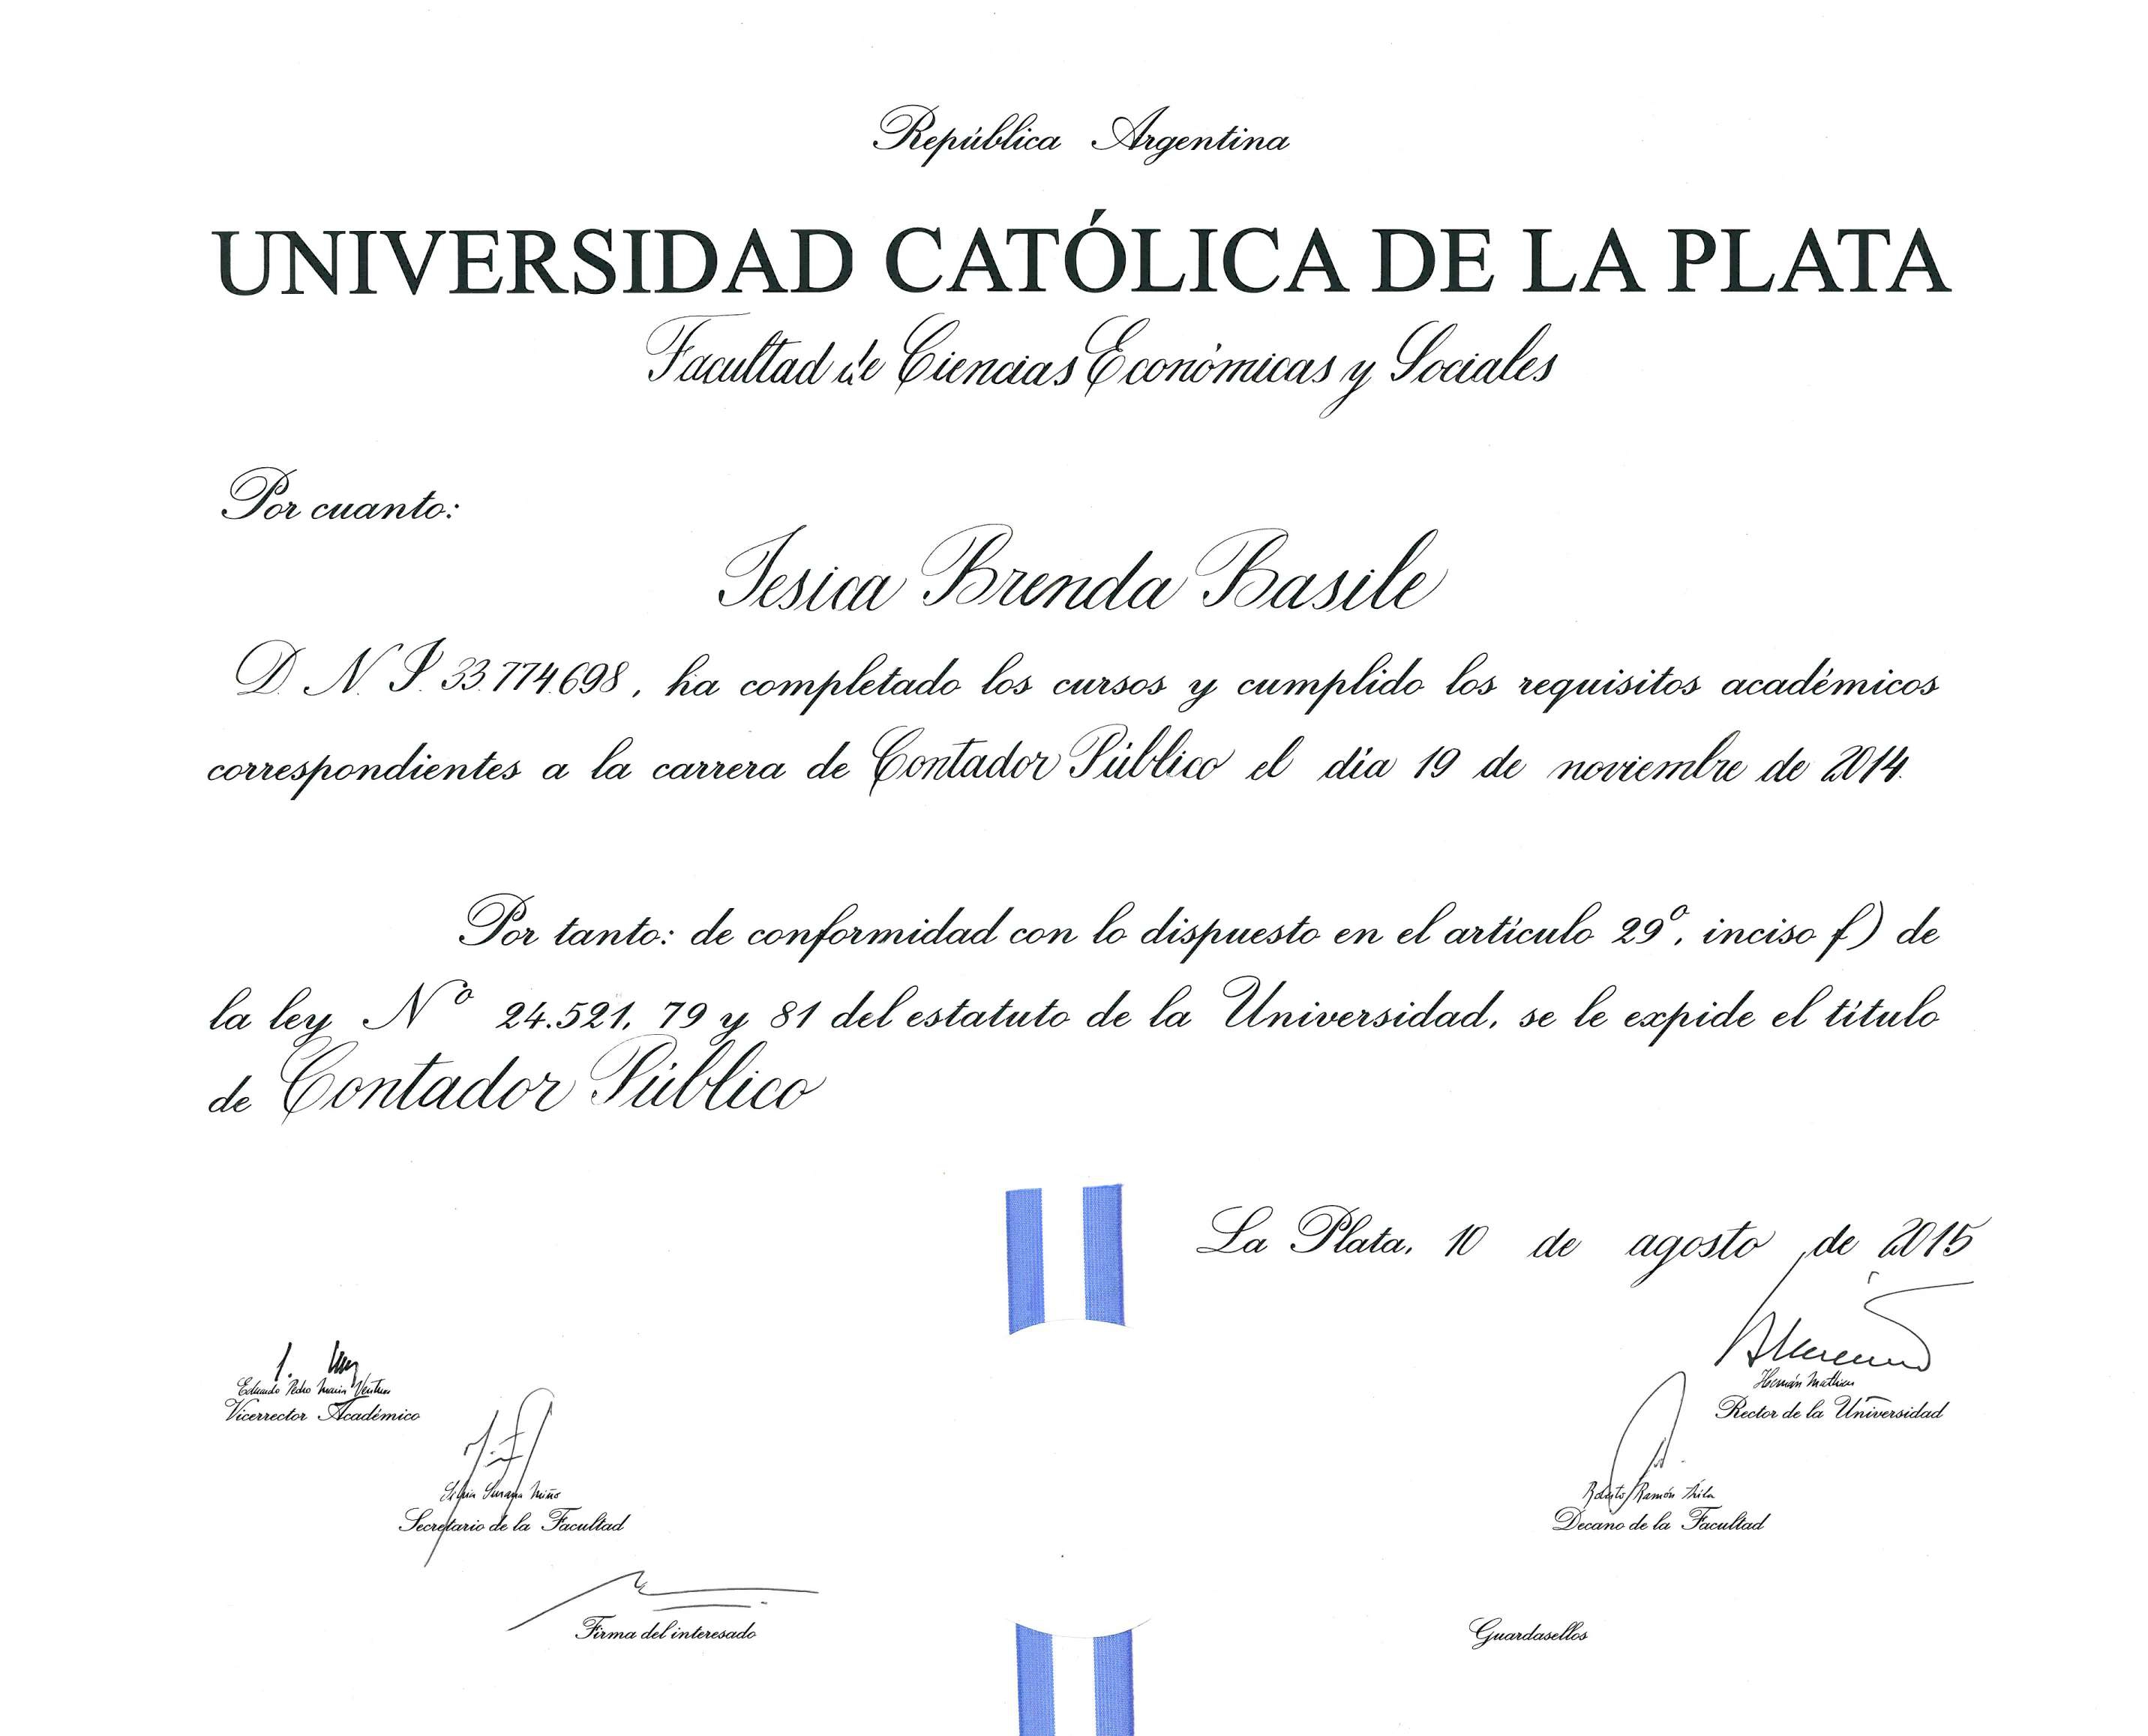 República Argentina
UNIVERSIDAD CATÓLICA DE LA PLATA
Facultad de Ciencias Económicas y Sociales
Por cuanto:
Jesica Brenda Basile
D. N. I. 33.774.698, ha completado los cursos y cumplido los requisitos académicos
correspondientes a la carrera de Contador Público el día 19 de noviembre de 2014.
Por tanto: de conformidad con lo dispuesto en el artículo 29º, inciso f) de
la ley Nº 24.521, 79 y 81 del estatuto de la Universidad, se le expide el título
de Contador Público
La Plata, 10 de agosto de 2015
Eduardo Pedro María Ventura
Vicerrector Académico
Hernán Mathieu
Rector de la Universidad
Silvia Susana Miño
Secretario de la Facultad
Ramón
Decano de la Facultad
Firma del interesado
Guardasellos